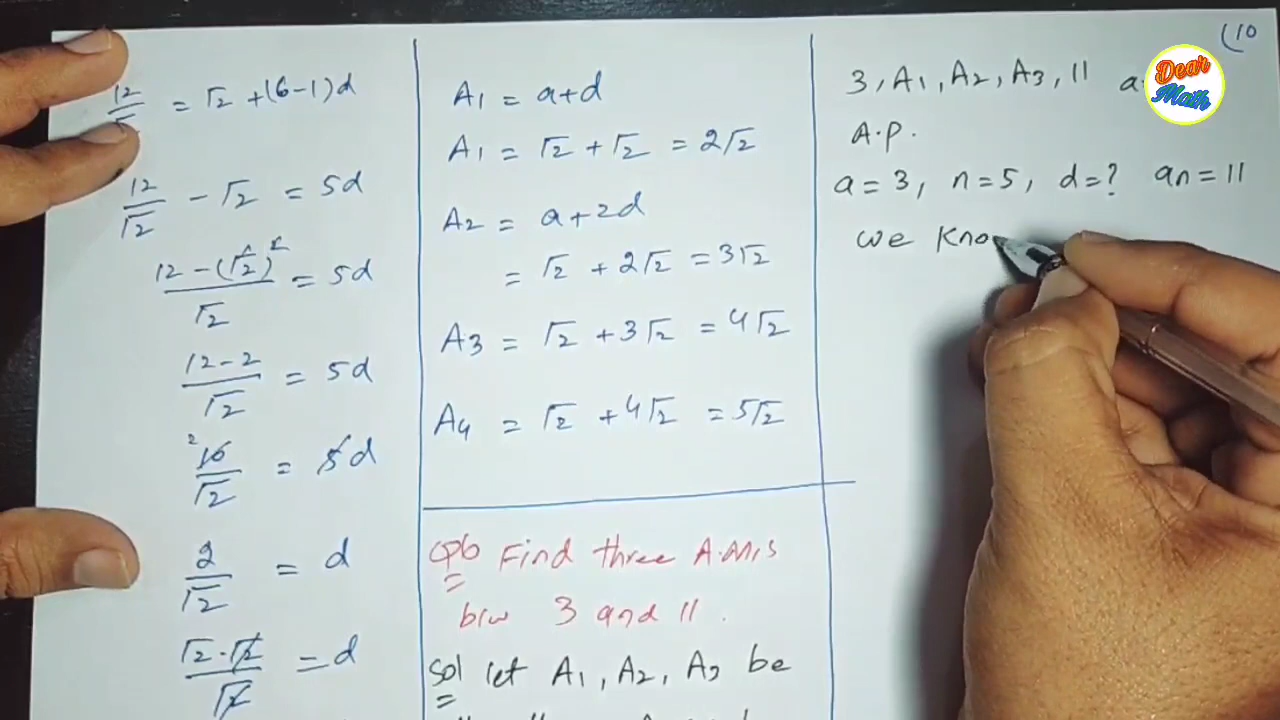 12/√2 = √2 + (6-1)d
12/√2 - √2 = 5d
12-(√2)²/√2 = 5d
12-2/√2 = 5d
2 10/√2 = 5d
2/√2 = d
√2·√2/√2 = d
A1 = a+d
A1 = √2 + √2 = 2√2
A2 = a+2d
= √2 + 2√2 = 3√2
A3 = √2 + 3√2 = 4√2
A4 = √2 + 4√2 = 5√2
Find three A.M,s
b/w 3 and 11.
Sol let A1, A2, A3 be
(10
3, A1, A2, A3, 11
A.P.
a = 3, n = 5, d = ? an = 11
we Kno
Dear
Math